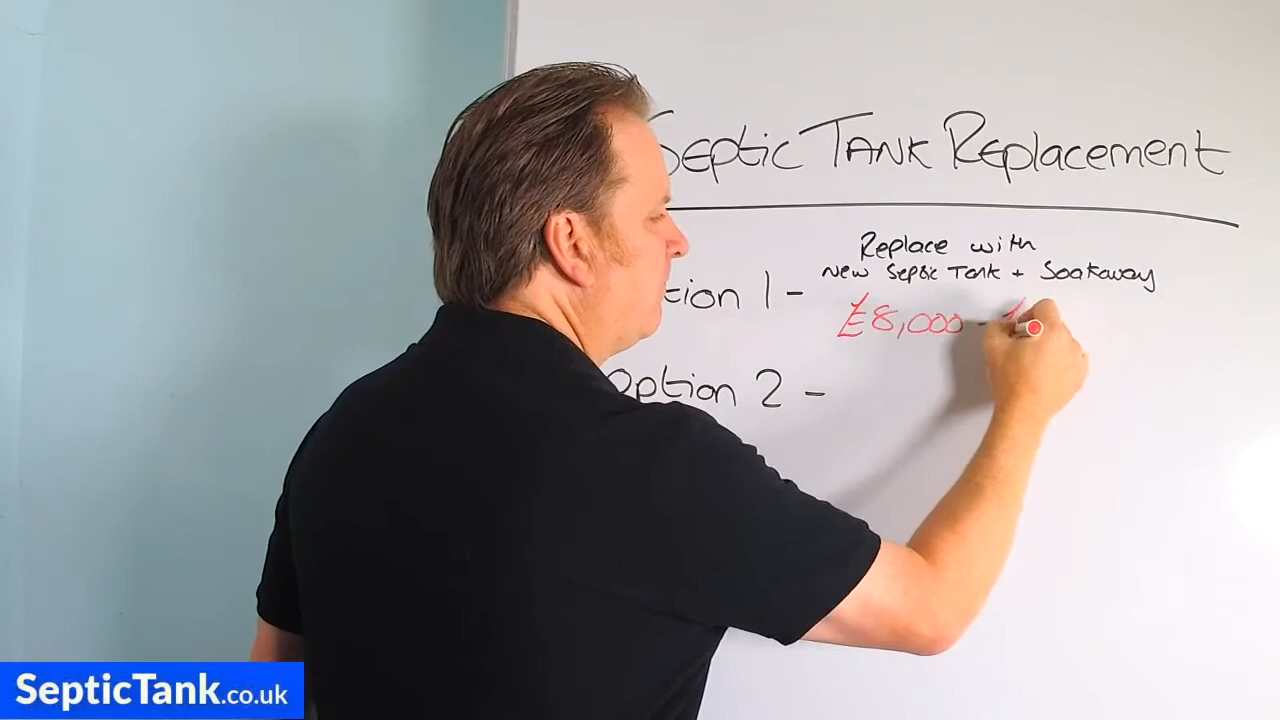 Septic TANK Replacement
Replace with
New Septic Tank + Soakaway
tion 1 -
£8,000 -
Option 2 -
SepticTank.co.uk